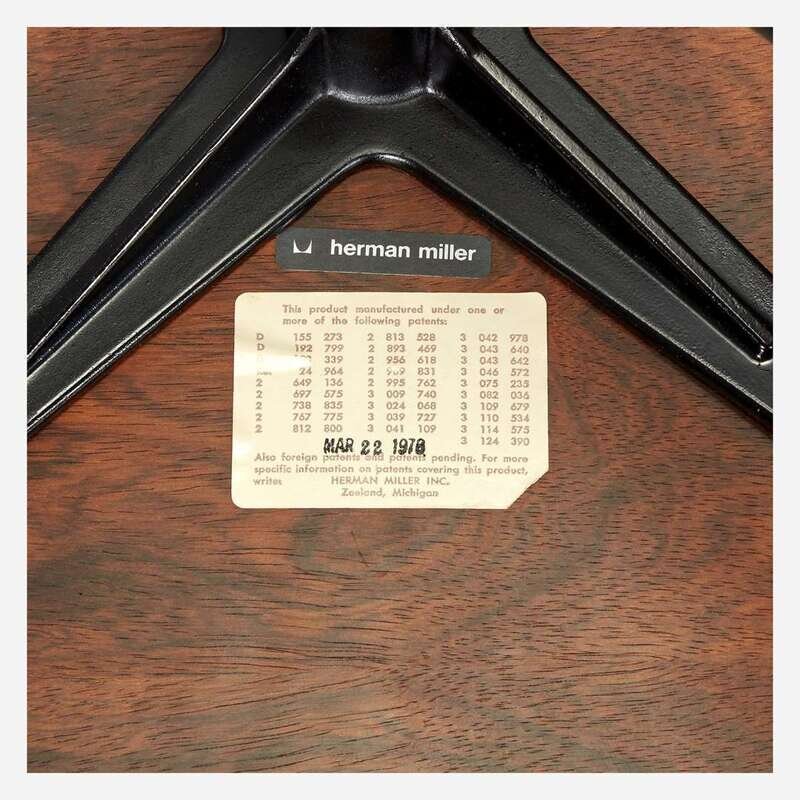 herman miller
This product manufactured under one or
more of the following patents:
D 155 273 2 813 528 3 042 978
D 192 799 2 893 469 3 043 640
339 2 956 618 3 043 642
24 964 2 831 3 046 572
2 649 136 2 995 762 3 075 235
2 697 575 3 009 740 3 082 036
2 738 835 3 024 068 3 109 679
2 767 775 3 039 727 3 110 534
2 812 800 3 041 109 3 114 575
3 124 390
MAR 22 1976
Also foreign patents and patents pending. For more
specific information on patents covering this product,
writes HERMAN MILLER INC.
Zeeland, Michigan